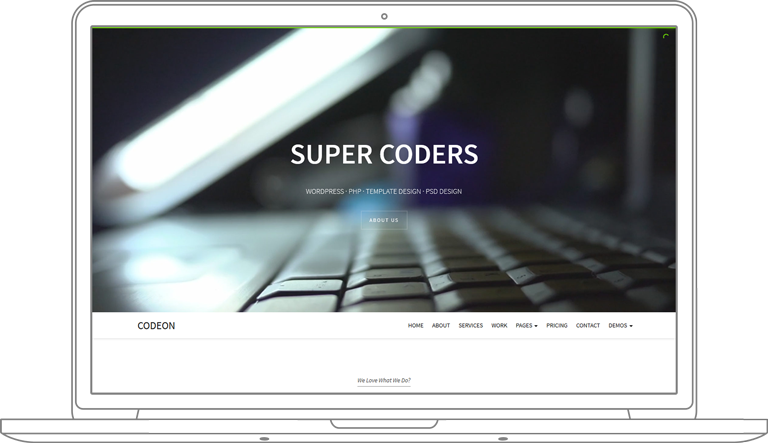 SUPER CODERS
WORDPRESS · PHP · TEMPLATE DESIGN · PSD DESIGN
ABOUT US
CODEON
HOME ABOUT SERVICES WORK PAGES PRICING CONTACT DEMOS
We Love What We Do?